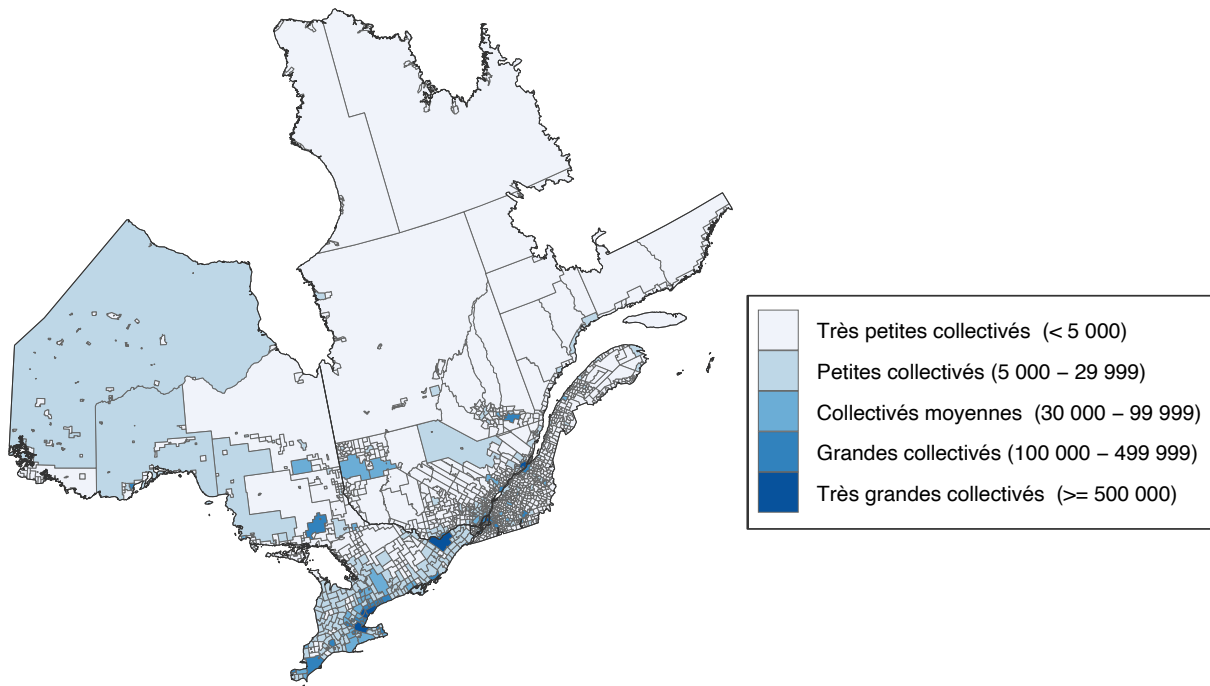 Très petites collectivés (< 5 000)
Petites collectivés (5 000 – 29 999)
Collectivés moyennes (30 000 – 99 999)
Grandes collectivés (100 000 – 499 999)
Très grandes collectivés (>= 500 000)